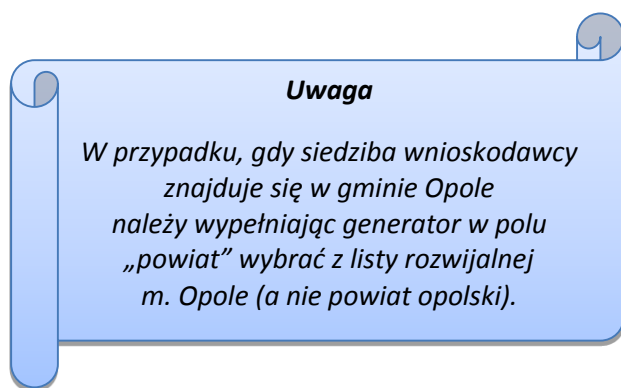 Uwaga
W przypadku, gdy siedziba wnioskodawcy
znajduje się w gminie Opole
należy wypełniając generator w polu
„powiat” wybrać z listy rozwijalnej
m. Opole (a nie powiat opolski).